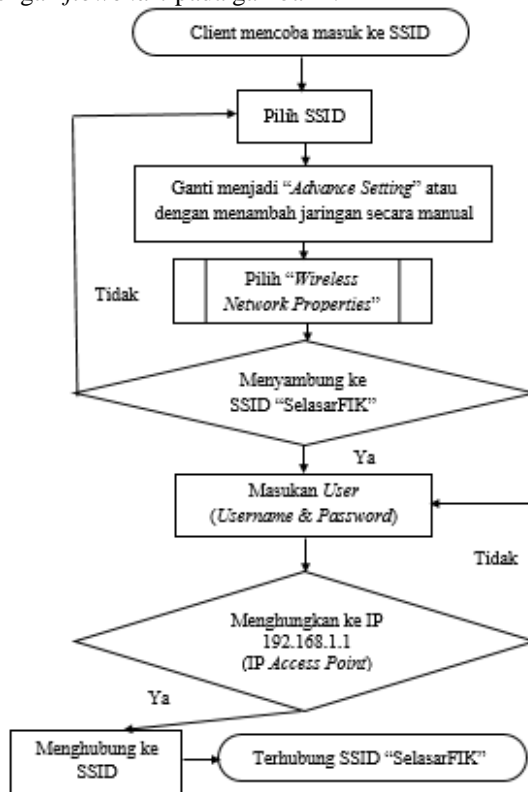 Client mencoba masuk ke SSID
Pilih SSID
Ganti menjadi “Advance Setting” atau
dengan menambah jaringan secara manual
Pilih “Wireless
Network Properties”
Tidak
Menyambung ke
SSID “SelasarFIK”
Ya
Masukan User
(Username & Password)
Tidak
Menghungkan ke IP
192.168.1.1
(IP Access Point)
Ya
Menghubung ke
SSID
Terhubung SSID “SelasarFIK”